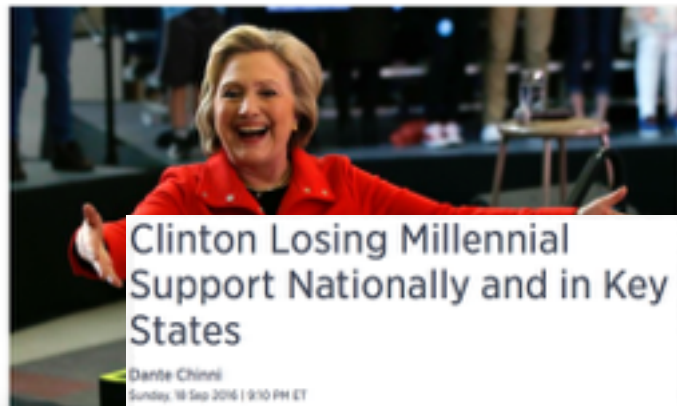 Clinton Losing Millennial
Support Nationally and in Key
States
Dante Chinni
Sunday, 18 Sep 2016 | 9:10 PM ET